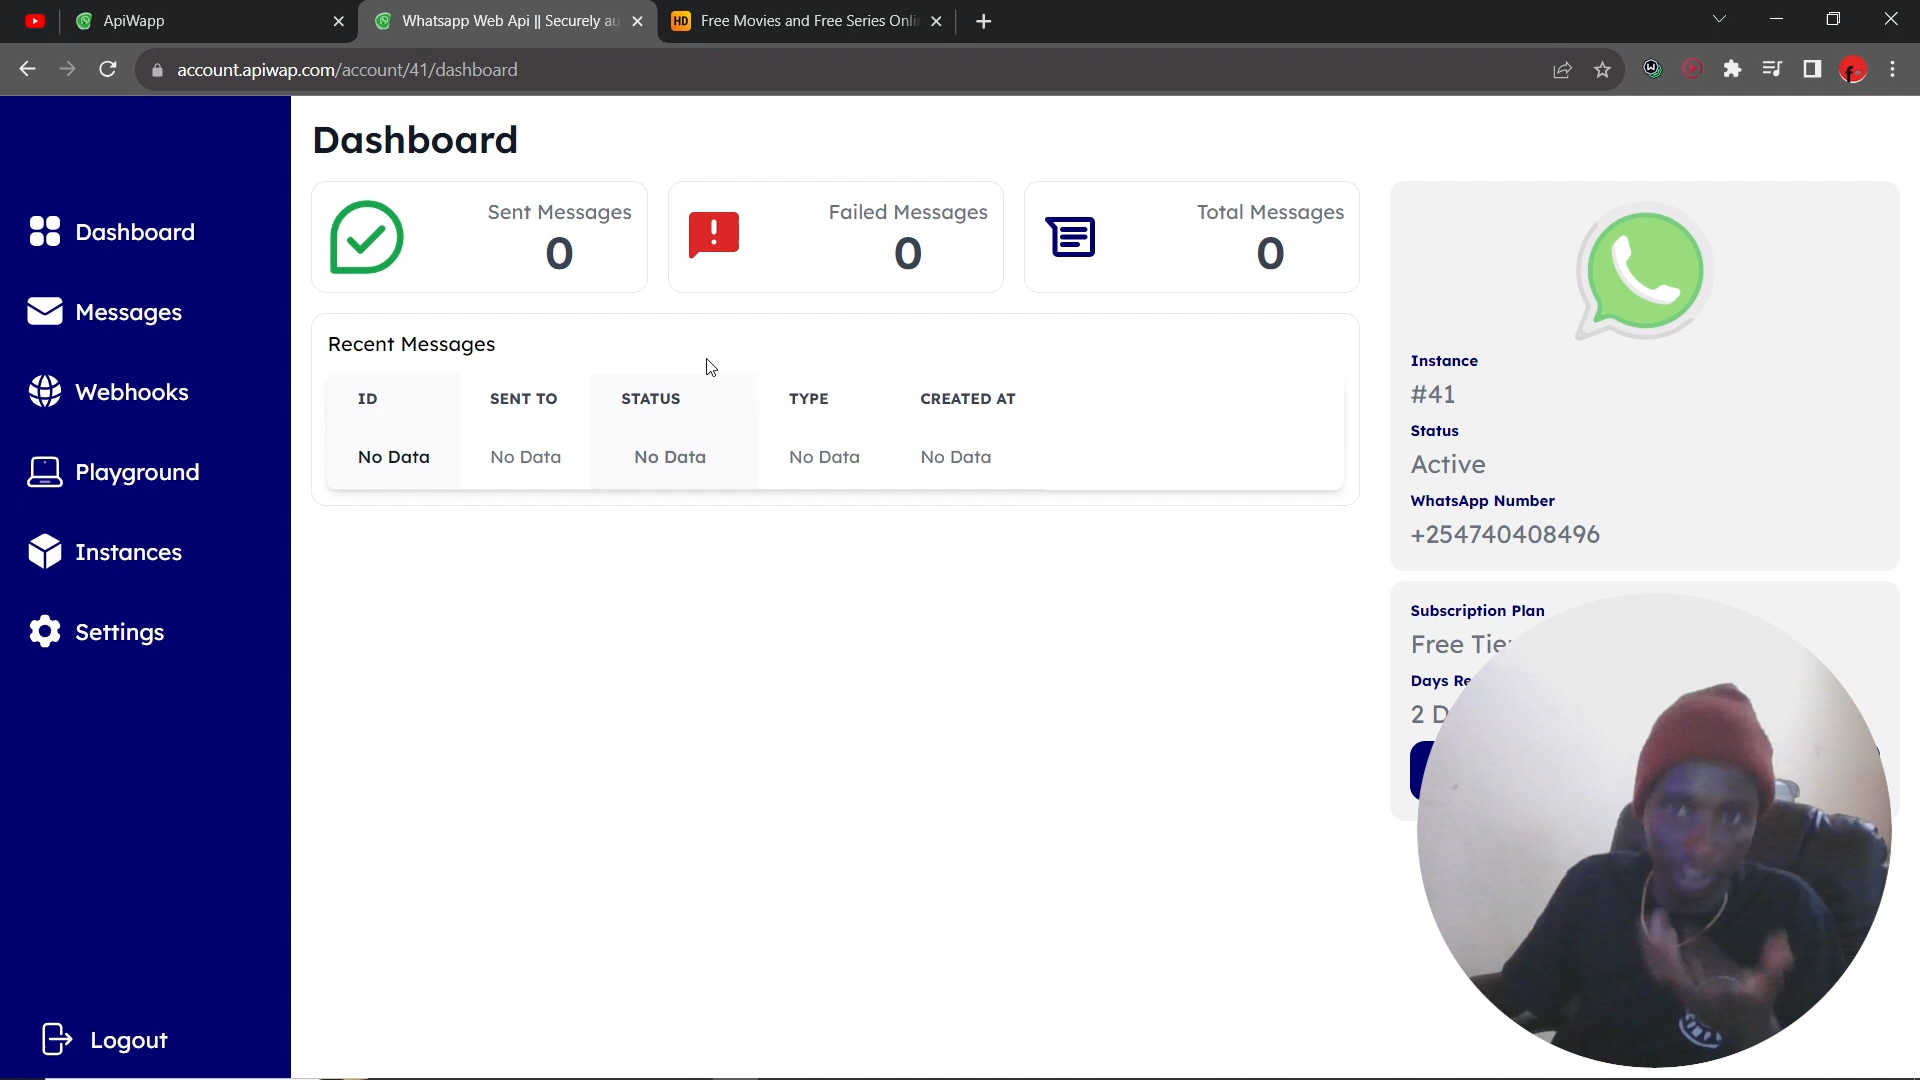 ApiWapp
Whatsapp Web Api || Securely au
HD Free Movies and Free Series Onli
account.apiwap.com/account/41/dashboard
Dashboard
Dashboard
Messages
Webhooks
Playground
Instances
Settings
Logout
Sent Messages
0
Failed Messages
0
Total Messages
0
Recent Messages
ID SENT TO STATUS TYPE CREATED AT
No Data No Data No Data No Data No Data
Instance
#41
Status
Active
WhatsApp Number
+254740408496
Subscription Plan
Free Tier
Days Re
2 D